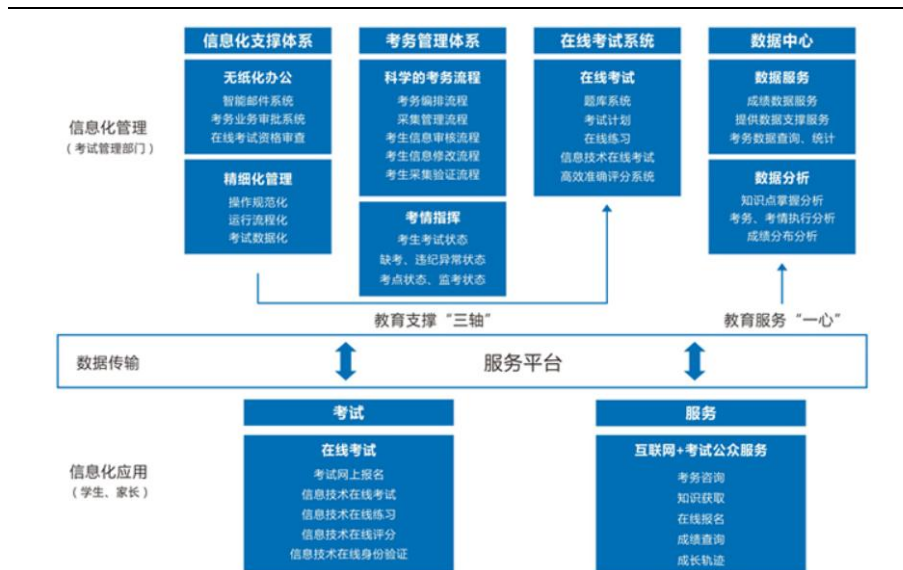 信息化支撑体系
无纸化办公
智能邮件系统
考务业务审批系统
在线考试资格审查
精细化管理
操作规范化
运行流程化
考试数据化
考务管理体系
科学的考务流程
考务编排流程
采集管理流程
考生信息审核流程
考生信息修改流程
考生采集验证流程
考情指挥
考生考试状态
缺考、违纪异常状态
考点状态、监考状态
在线考试系统
在线考试
题库系统
考试计划
在线练习
信息技术在线考试
高效准确评分系统
数据中心
数据服务
成绩数据服务
提供数据支撑服务
考务数据查询、统计
数据分析
知识点掌握分析
考务、考情执行分析
成绩分布分析
信息化管理
(考试管理部门)
教育支撑“三轴”
教育服务“一心”
数据传输
服务平台
信息化应用
(学生、家长)
考试
在线考试
考试网上报名
信息技术在线考试
信息技术在线练习
信息技术在线评分
信息技术在线身份验证
服务
互联网+考试公众服务
考务咨询
知识获取
在线报名
成绩查询
成长轨迹